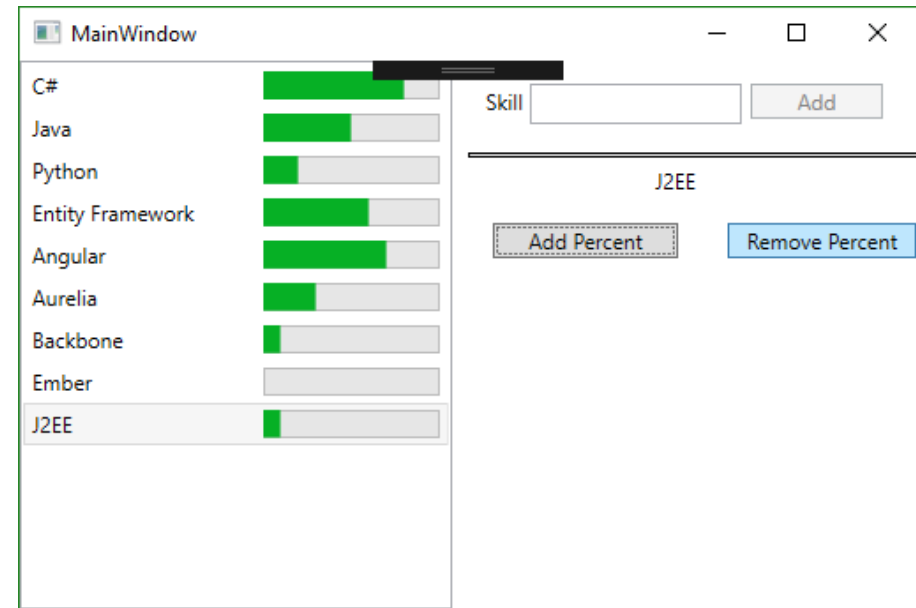 MainWindow
C#
Java
Python
Entity Framework
Angular
Aurelia
Backbone
Ember
J2EE
Skill Add
J2EE
Add Percent Remove Percent